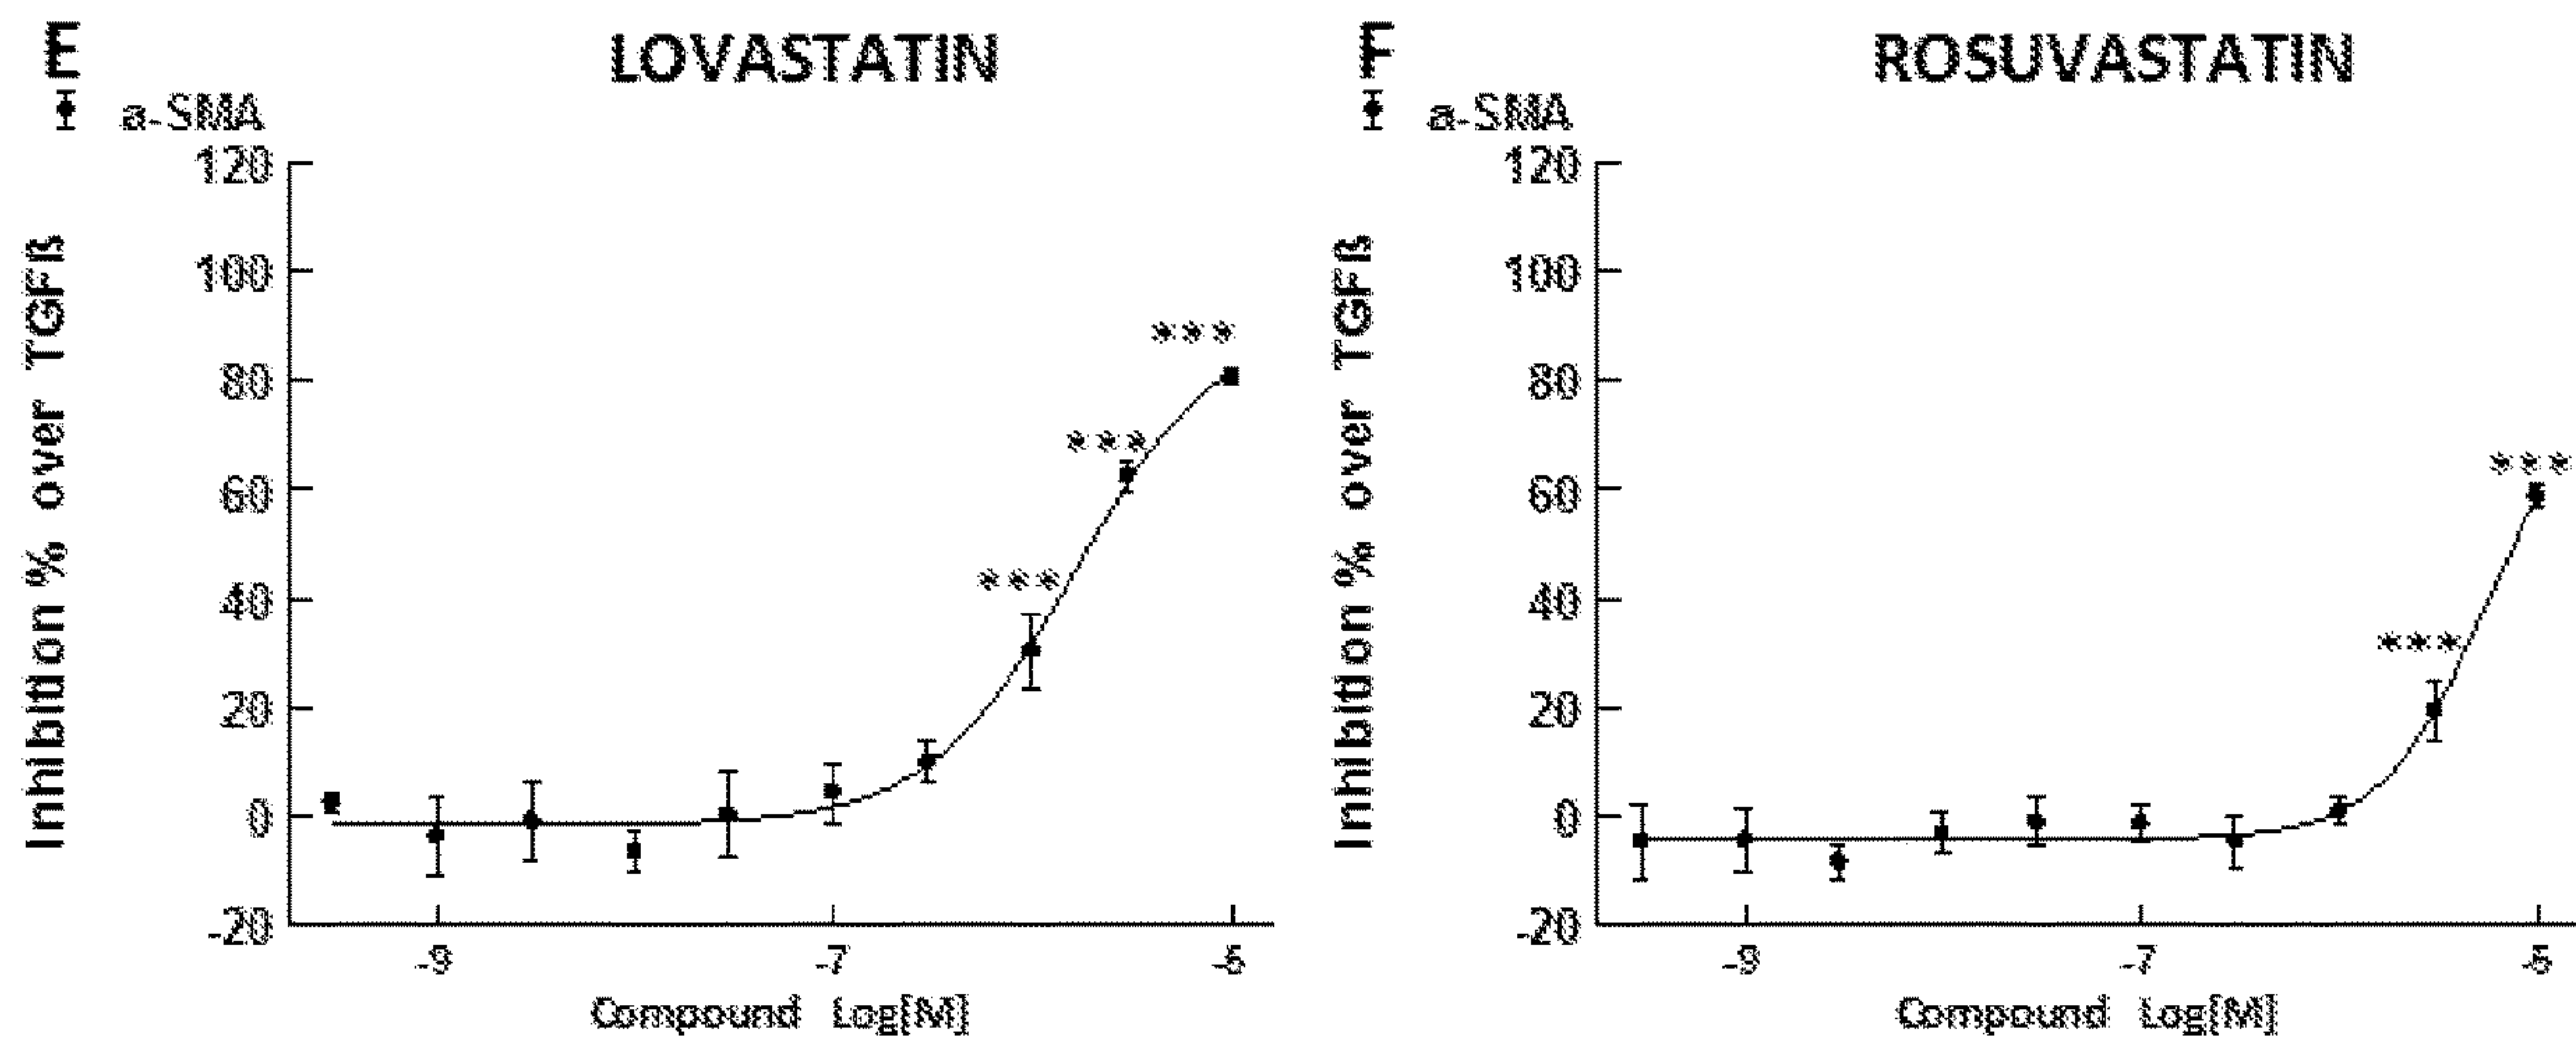 E
LOVASTATIN
a-SMA
120
100
80
60
40
20
0
-20
Inhibition % over TGFß
***
***
***
-9 -7 -5
Compound Log[M]
F
ROSUVASTATIN
a-SMA
120
100
80
60
40
20
0
-20
Inhibition % over TGFß
***
***
-9 -7 -5
Compound Log[M]